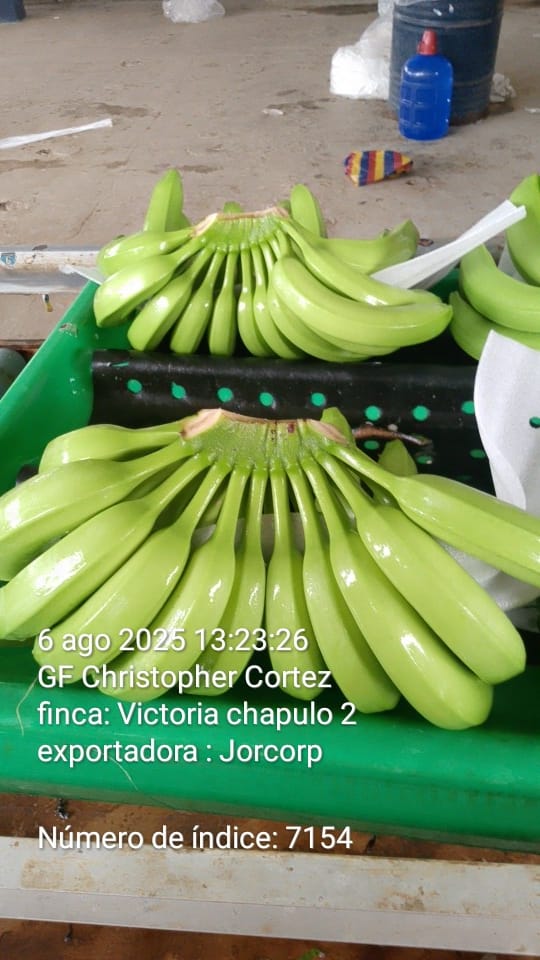 6 ago 2025 13:23:26
GF Christopher Cortez
finca: Victoria chapulo 2
exportadora : Jorcorp
Número de índice: 7154